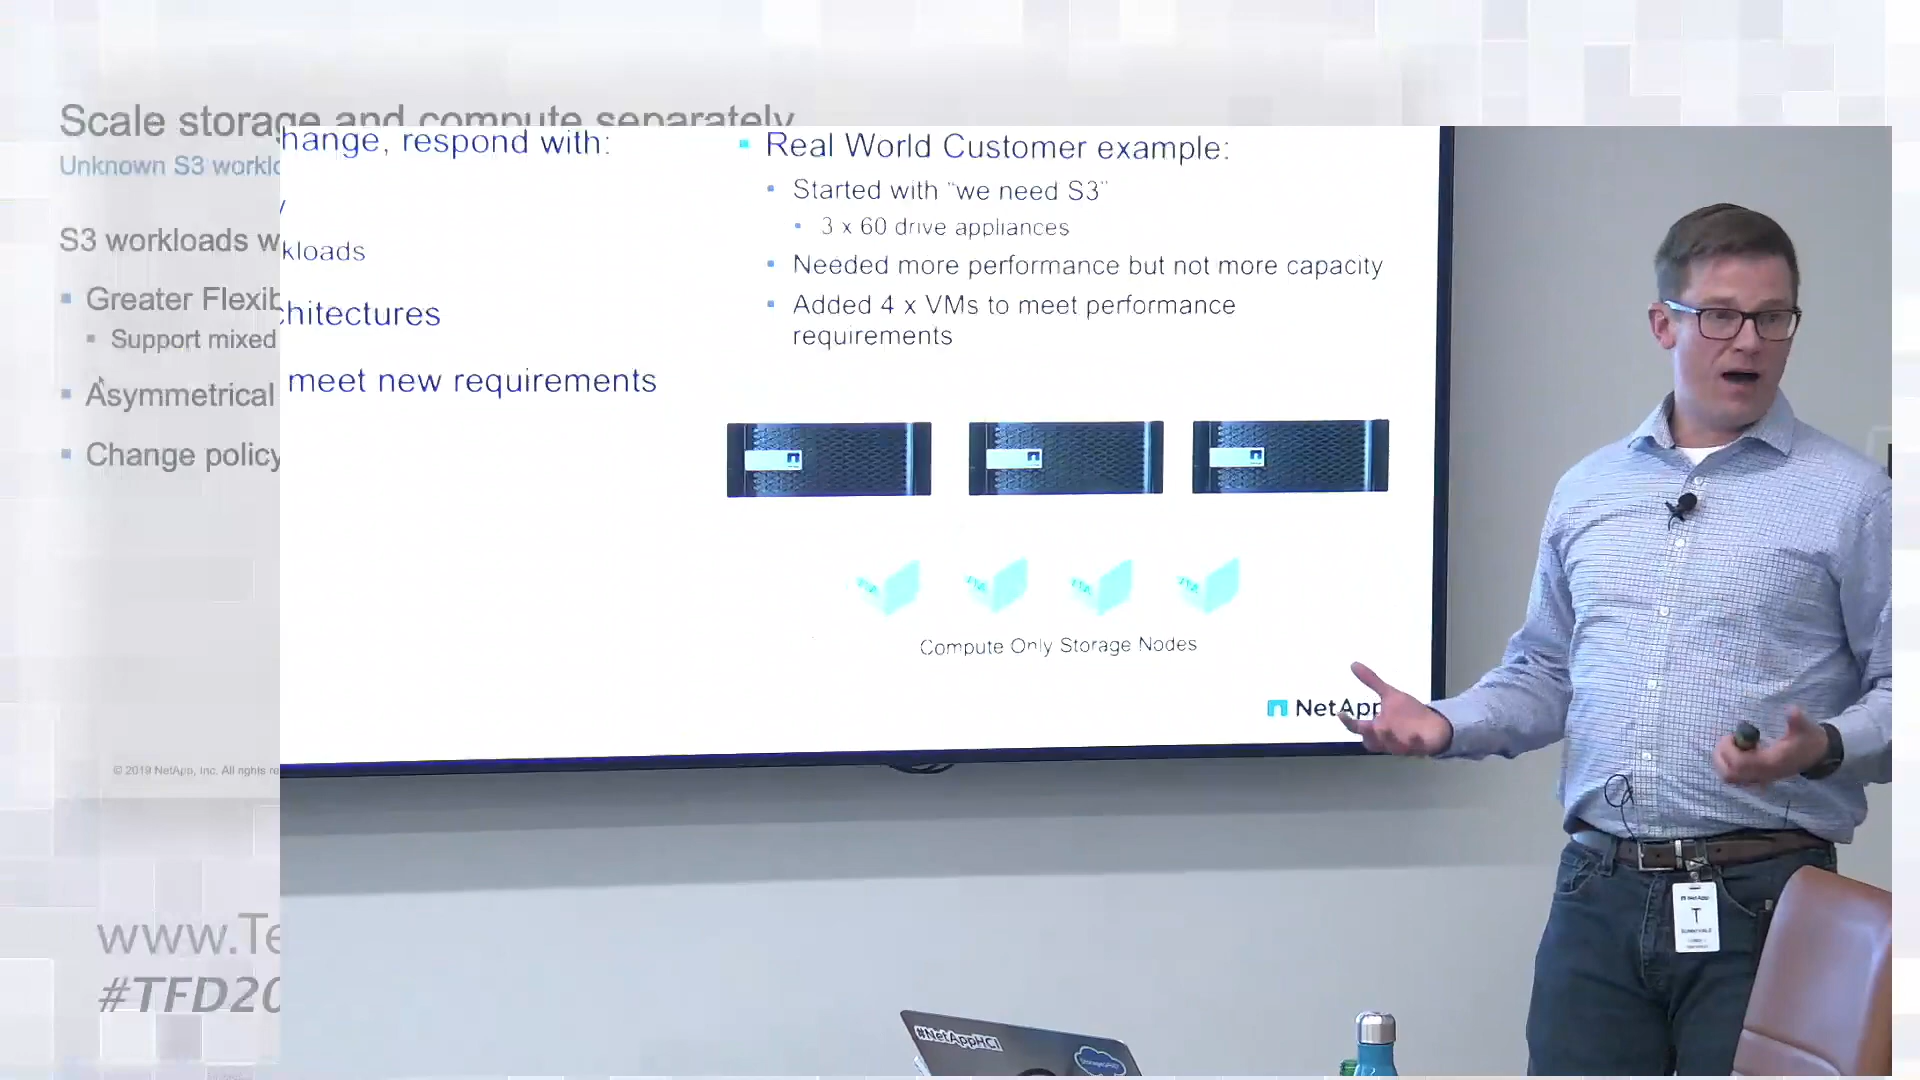 Scale storage and compute separately
Unknown S3 worklo
S3 workloads w
Greater Flexib
Support mixed
Asymmetrical
Change policy
© 2019 NetApp, Inc. All rights re
www.Te
#TFD20
hange, respond with:
y
kloads
chitectures
meet new requirements
Real World Customer example:
Started with "we need S3"
3 x 60 drive appliances
Needed more performance but not more capacity
Added 4 x VMs to meet performance
requirements
Compute Only Storage Nodes
NetApp
#NetAppHCI
T